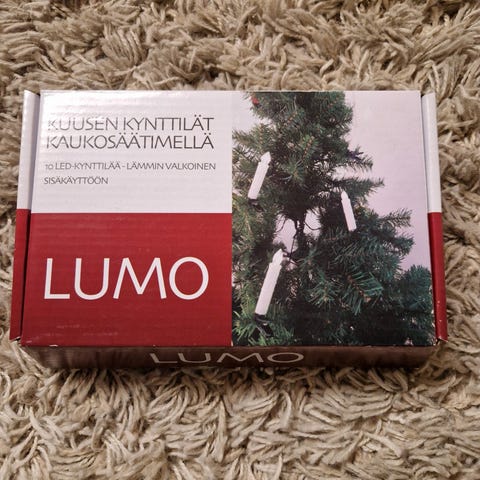 KUUSEN KYNTTILÄT
KAUKOSÄÄTIMELLÄ
10 LED-KYNTTILÄÄ - LÄMMIN VALKOINEN
SISÄKÄYTTÖÖN
LUMO
LUMO